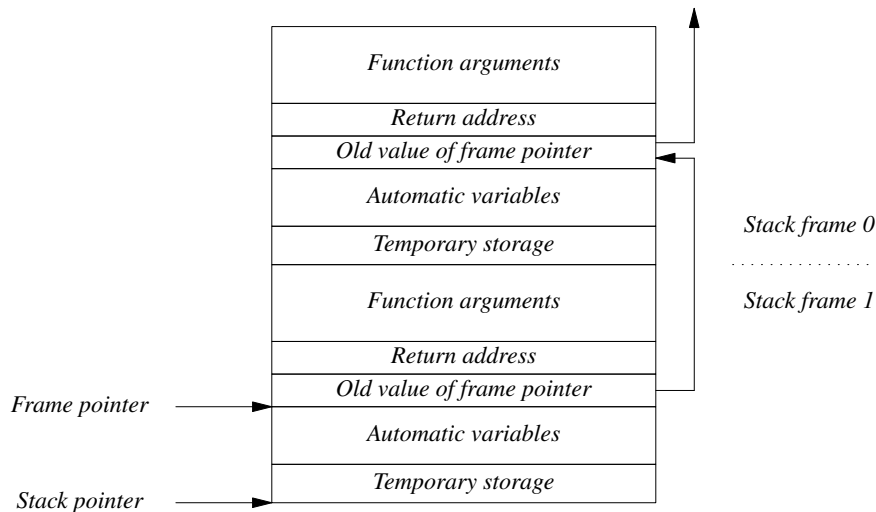 Function arguments
Return address
Old value of frame pointer
Automatic variables
Stack frame 0
Temporary storage
Function arguments
Stack frame 1
Return address
Old value of frame pointer
Frame pointer
Automatic variables
Temporary storage
Stack pointer